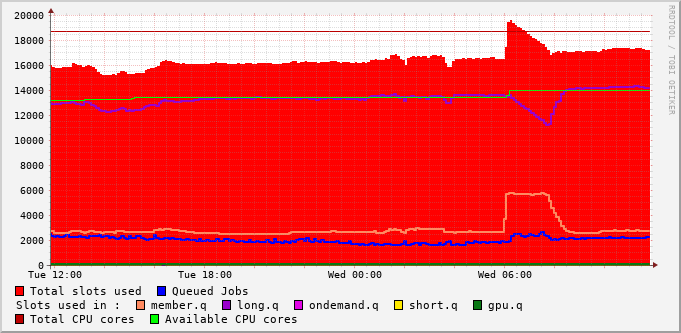 20000
18000
16000
14000
12000
10000
8000
6000
4000
2000
0
Tue 12:00 Tue 18:00 Wed 00:00 Wed 06:00
RRDTOOL / TOBI OETIKER
Total slots used Queued Jobs
Slots used in : member.q long.q ondemand.q short.q gpu.q
Total CPU cores Available CPU cores